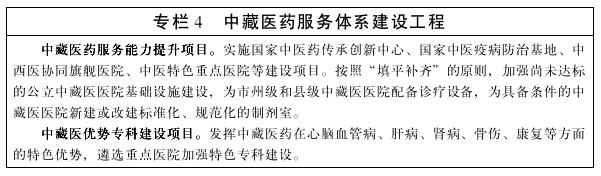 专栏4 中藏医药服务体系建设工程
中藏医药服务能力提升项目。实施国家中医药传承创新中心、国家中医疫病防治基地、中
西医协同旗舰医院、中医特色重点医院等建设项目。按照“填平补齐”的原则，加强尚未达标
的公立中藏医医院基础设施建设，为市州级和县级中藏医医院配备诊疗设备，为具备条件的中
藏医医院新建或改建标准化、规范化的制剂室。
中藏医优势专科建设项目。发挥中藏医药在心脑血管病、肝病、肾病、骨伤、康复等方面
的特色优势，遴选重点医院加强特色专科建设。